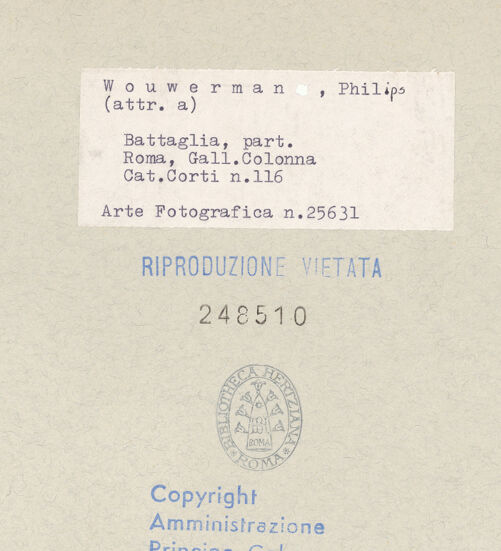 Wouwerman , Philips
(attr. a)
Battaglia, part.
Roma, Gall.Colonna
Cat.Corti n.116
Arte Fotografica n.25631
RIPRODUZIONE VIETATA
248510
BIBLIOTHECA HERTZIANA
ROMA
ROMA
Copyright
Amministrazione